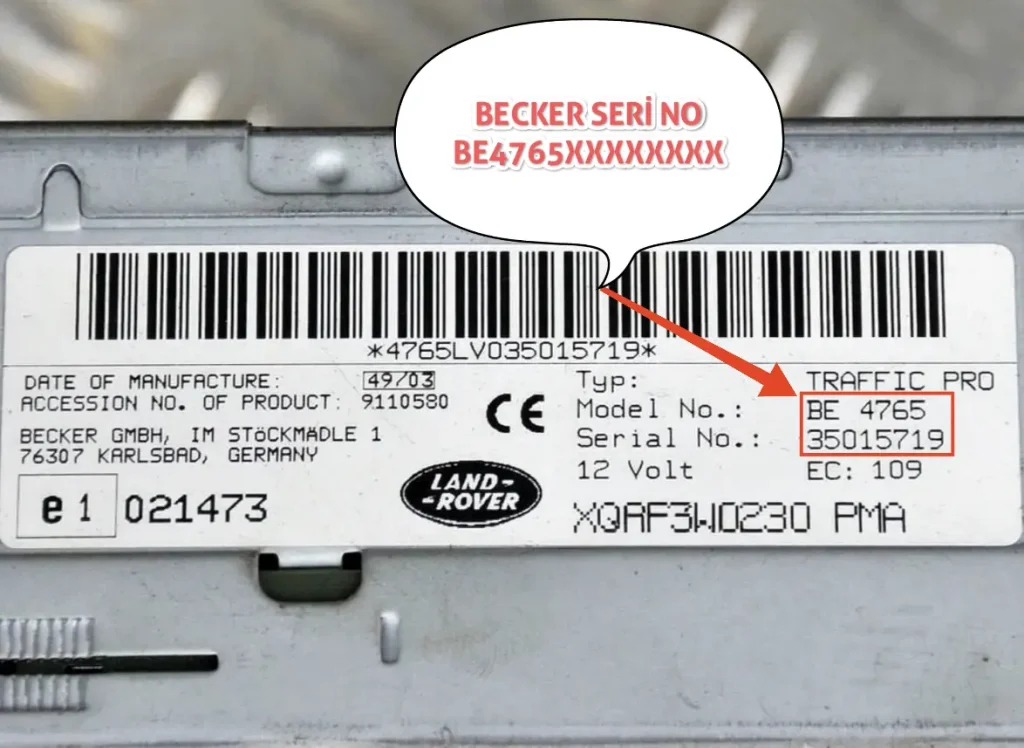 BECKER SERİ NO
BE4765XXXXXXXX
*4765LV035015719*
DATE OF MANUFACTURE: 49/03
ACCESSION NO. OF PRODUCT: 9110580
BECKER GMBH, IM STÖCKMÄDLE 1
76307 KARLSBAD, GERMANY
e1 021473
CE
LAND-
-ROVER
Typ: TRAFFIC PRO
Model No.: BE 4765
Serial No.: 35015719
12 Volt EC: 109
XQAF3W0230 PMA